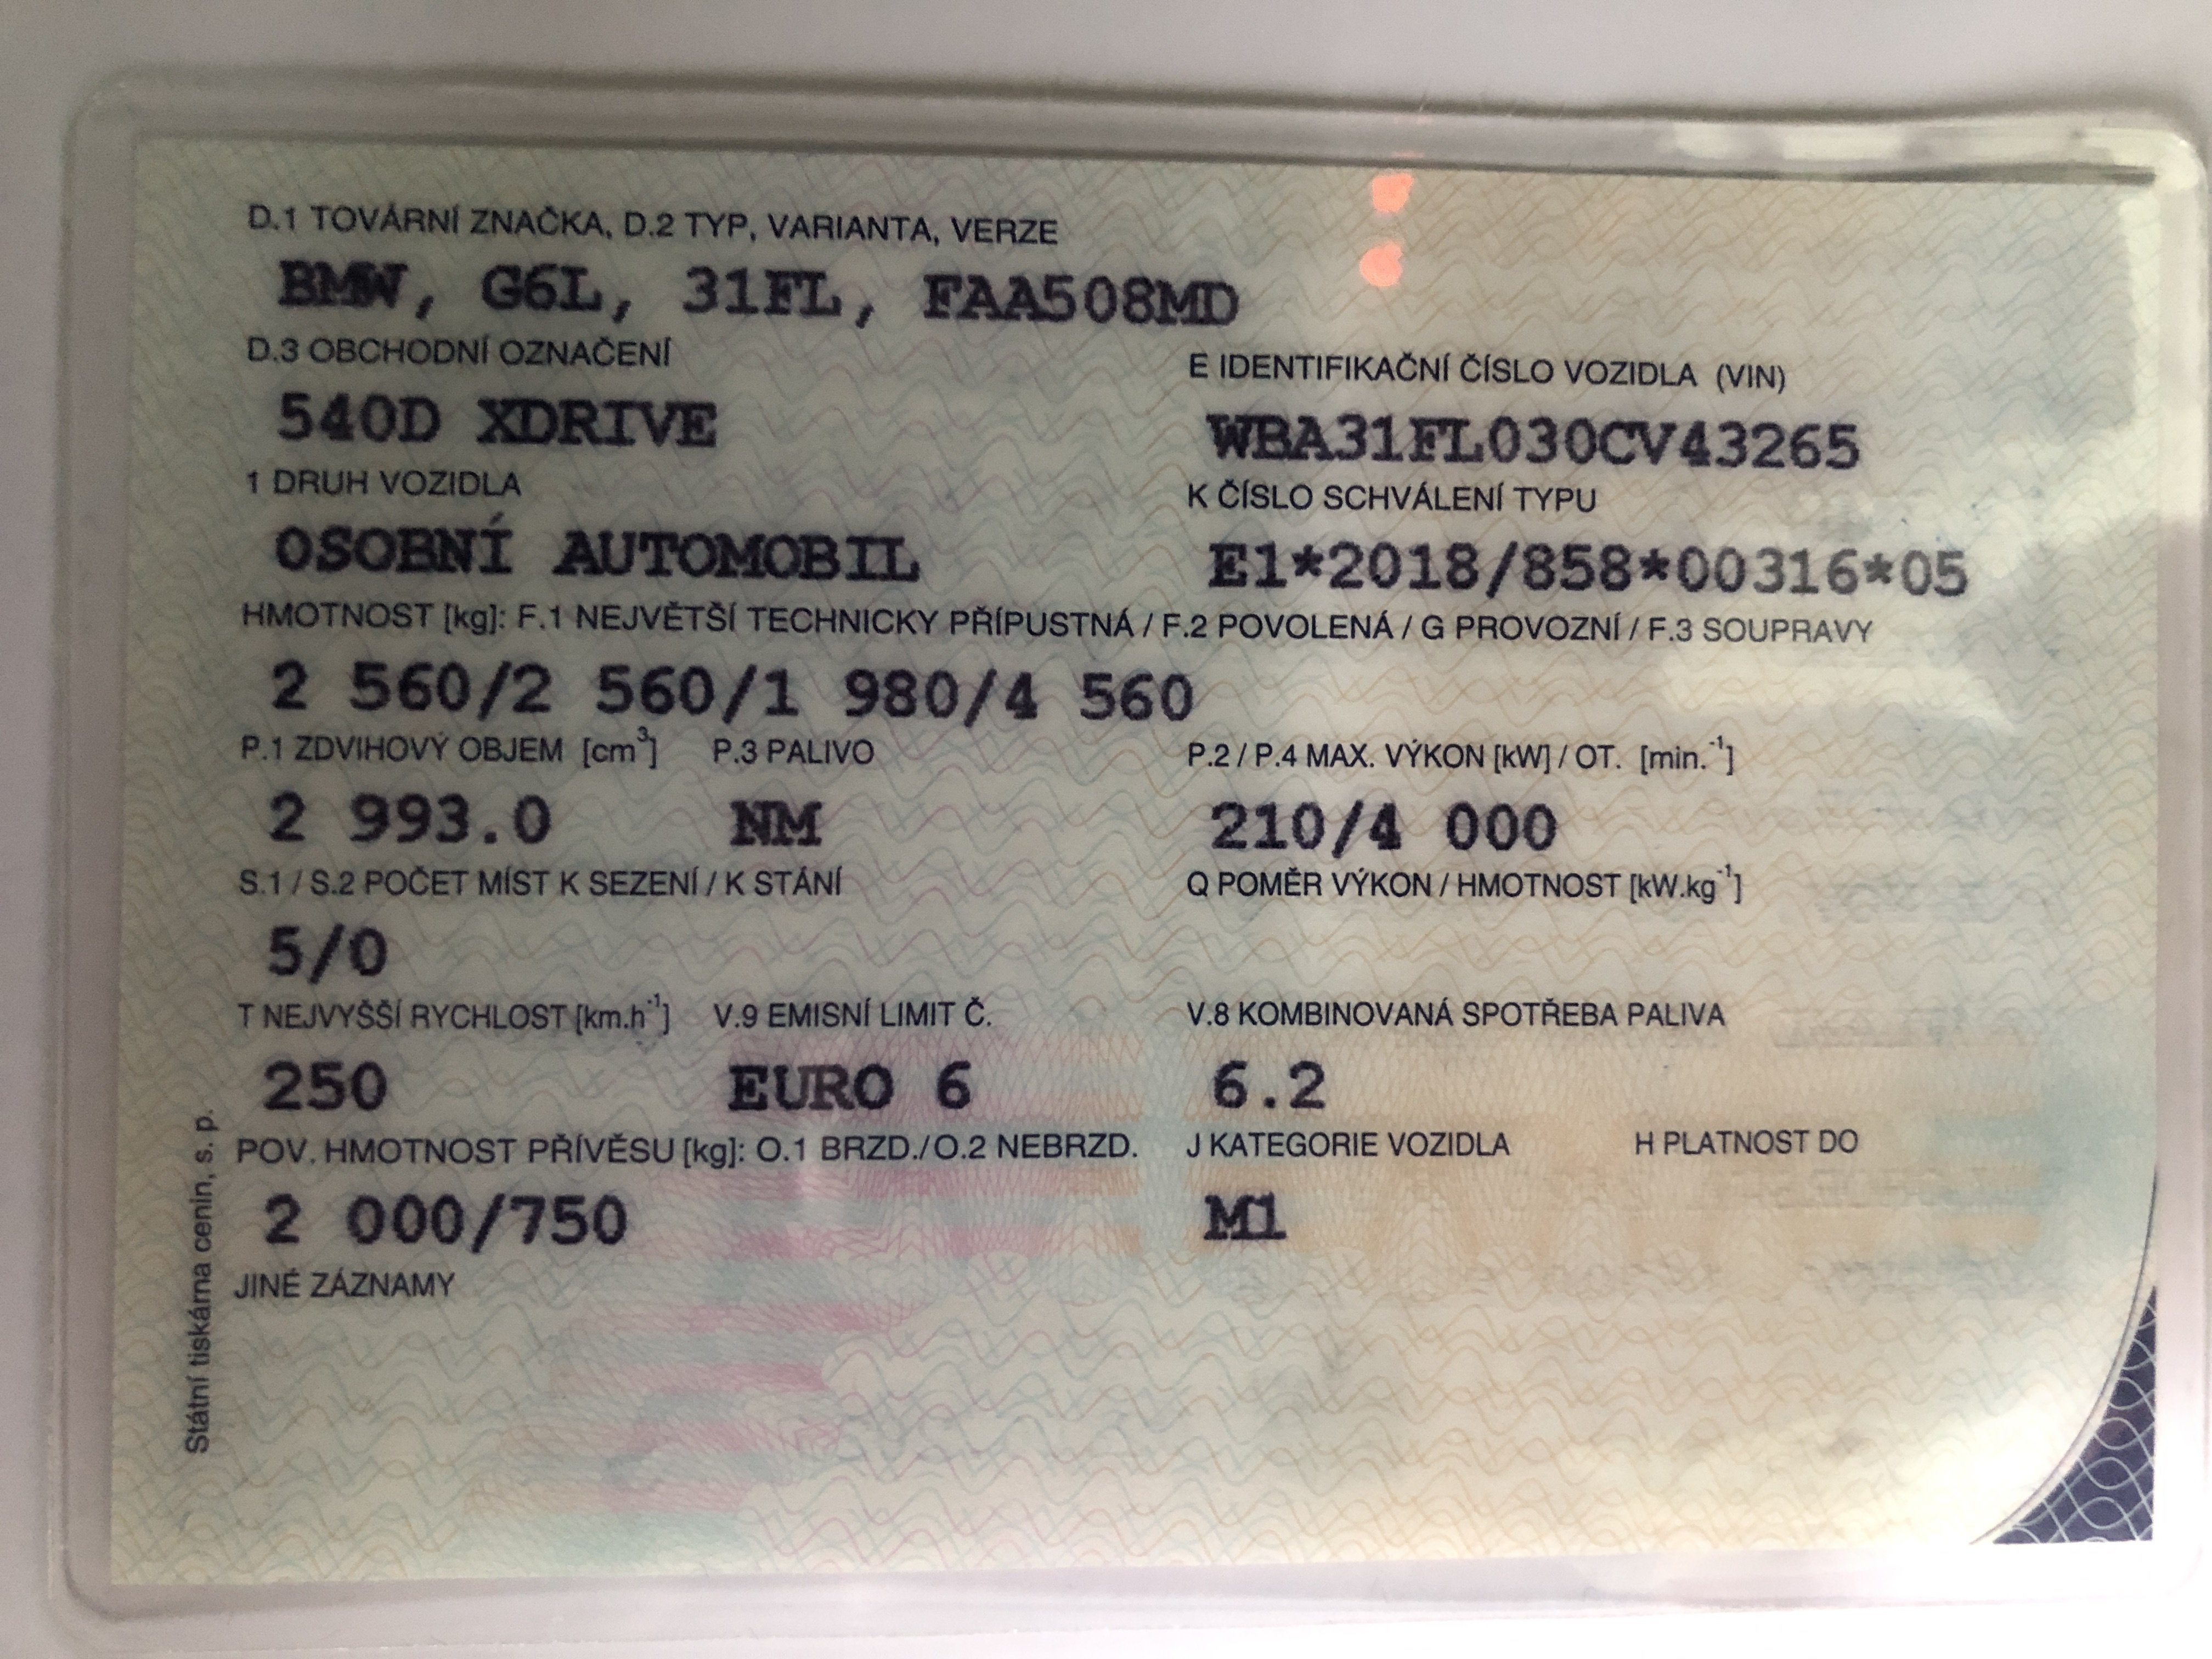 D.1 TOVÁRNÍ ZNAČKA, D.2 TYP, VARIANTA, VERZE
BMW, G6L, 31FL, FAA508MD
D.3 OBCHODNÍ OZNAČENÍ
E IDENTIFIKAČNÍ ČÍSLO VOZIDLA (VIN)
540D XDRIVE
WBA31FL030CV43265
1 DRUH VOZIDLA
K ČÍSLO SCHVÁLENÍ TYPU
OSOBNÍ AUTOMOBIL
E1*2018/858*00316*05
HMOTNOST [kg]: F.1 NEJVĚTŠÍ TECHNICKY PŘÍPUSTNÁ / F.2 POVOLENÁ / G PROVOZNÍ / F.3 SOUPRAVY
2 560/2 560/1 980/4 560
P.1 ZDVIHOVÝ OBJEM [cm³] P.3 PALIVO P.2 / P.4 MAX. VÝKON [kW] / OT. [min.⁻¹]
2 993.0 NM 210/4 000
S.1 / S.2 POČET MÍST K SEZENÍ / K STÁNÍ Q POMĚR VÝKON / HMOTNOST [kW.kg⁻¹]
5/0
T NEJVYŠŠÍ RYCHLOST [km.h⁻¹] V.9 EMISNÍ LIMIT Č. V.8 KOMBINOVANÁ SPOTŘEBA PALIVA
250 EURO 6 6.2
POV. HMOTNOST PŘÍVĚSU [kg]: O.1 BRZD./O.2 NEBRZD. J KATEGORIE VOZIDLA H PLATNOST DO
2 000/750 M1
JINÉ ZÁZNAMY
Státní tiskárna cenin, s. p.